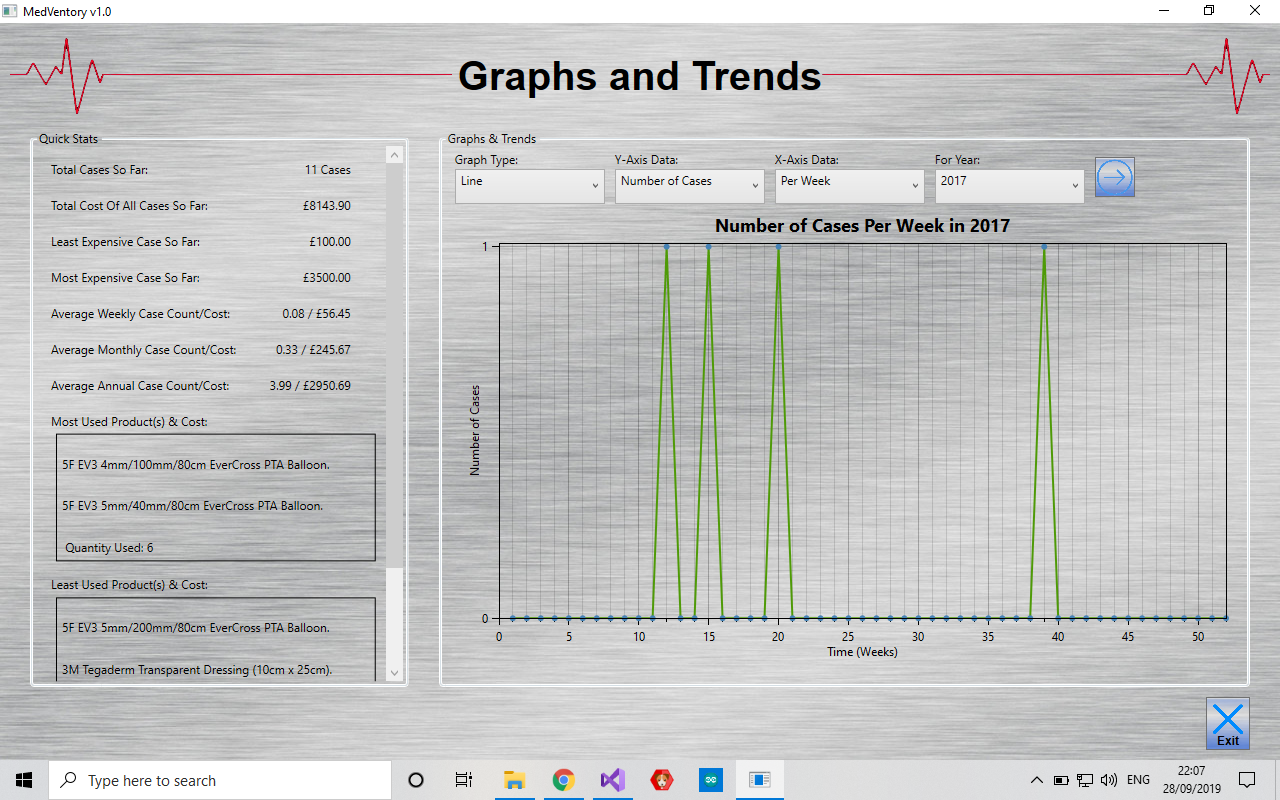 MedVentory v1.0
Graphs and Trends
Quick Stats
Total Cases So Far: 11 Cases
Total Cost Of All Cases So Far: £8143.90
Least Expensive Case So Far: £100.00
Most Expensive Case So Far: £3500.00
Average Weekly Case Count/Cost: 0.08 / £56.45
Average Monthly Case Count/Cost: 0.33 / £245.67
Average Annual Case Count/Cost: 3.99 / £2950.69
Most Used Product(s) & Cost:
5F EV3 4mm/100mm/80cm EverCross PTA Balloon.
5F EV3 5mm/40mm/80cm EverCross PTA Balloon.
Quantity Used: 6
Least Used Product(s) & Cost:
5F EV3 5mm/200mm/80cm EverCross PTA Balloon.
3M Tegaderm Transparent Dressing (10cm x 25cm).
Graphs & Trends
Graph Type: Y-Axis Data: X-Axis Data: For Year:
Line Number of Cases Per Week 2017
Number of Cases Per Week in 2017
1
Number of Cases
0
0 5 10 15 20 25 30 35 40 45 50
Time (Weeks)
Exit
Type here to search
ENG
22:07
28/09/2019